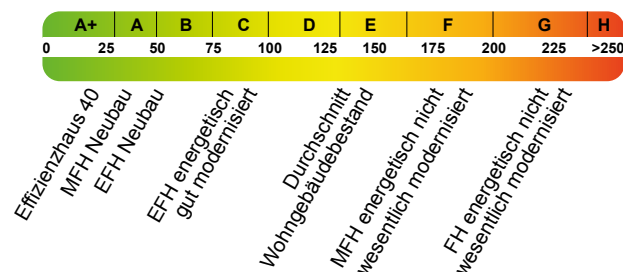 A+ A B C D E F G H
0 25 50 75 100 125 150 175 200 225 >250
Effizienzhaus 40
MFH Neubau
EFH Neubau
EFH energetisch
gut modernisiert
Durchschnitt
Wohngebäudebestand
MFH energetisch nicht
wesentlich modernisiert
FH energetisch nicht
wesentlich modernisiert